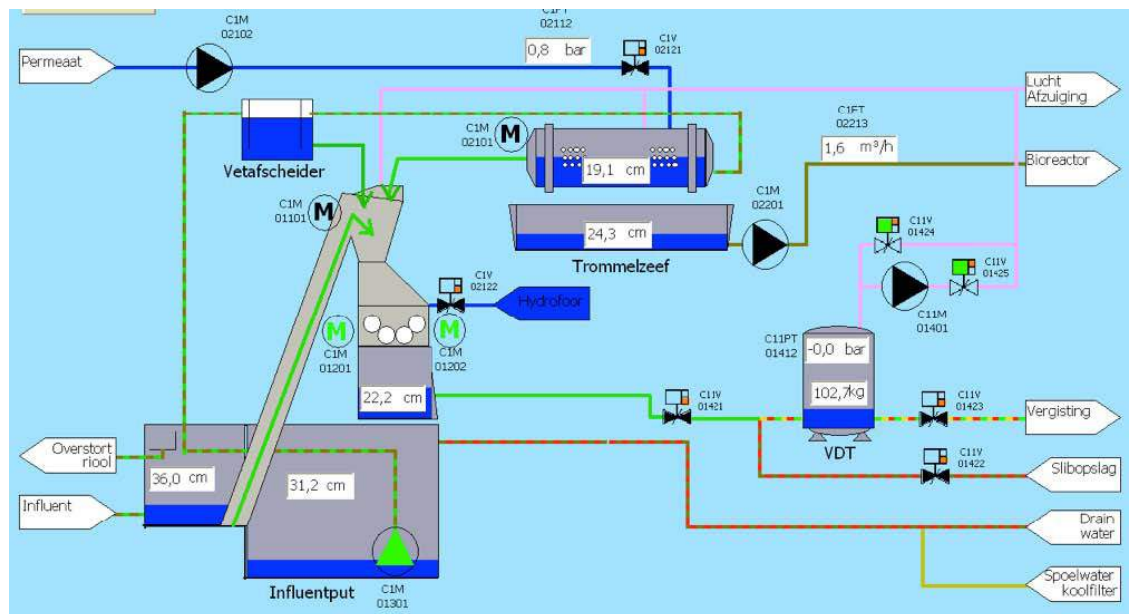 C1M
02102
C1PT
02112
0,8 bar
C1V
02121
Permeaat
Lucht
Afzuiging
C1M
02101
M
C1FT
02213
1,6 m³/h
Bioreactor
Vetafscheider
19,1 cm
C1M
01101
M
24,3 cm
C1M
02201
Trommelzeef
C11V
01424
C11V
01425
C1V
02122
Hydrofoor
C11M
01401
M
C1M
01201
M
C1M
01202
C11PT
01412
-0,0 bar
102,7kg
22,2 cm
C11V
01421
C11V
01423
Vergisting
VDT
C11V
01422
Slibopslag
Overstort
riool
36,0 cm
31,2 cm
Influent
Drain
water
Influentput
C1M
01301
Spoelwater
koolfilter